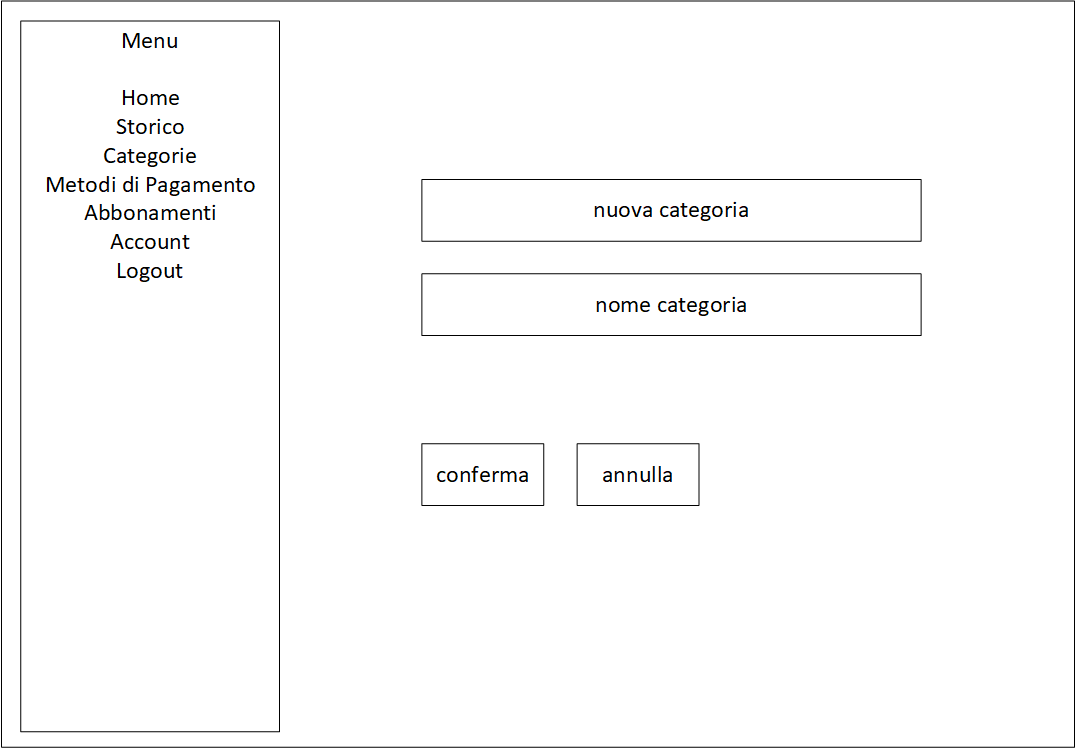 Menu
Home
Storico
Categorie
Metodi di Pagamento
Abbonamenti
Account
Logout
nuova categoria
nome categoria
conferma
annulla